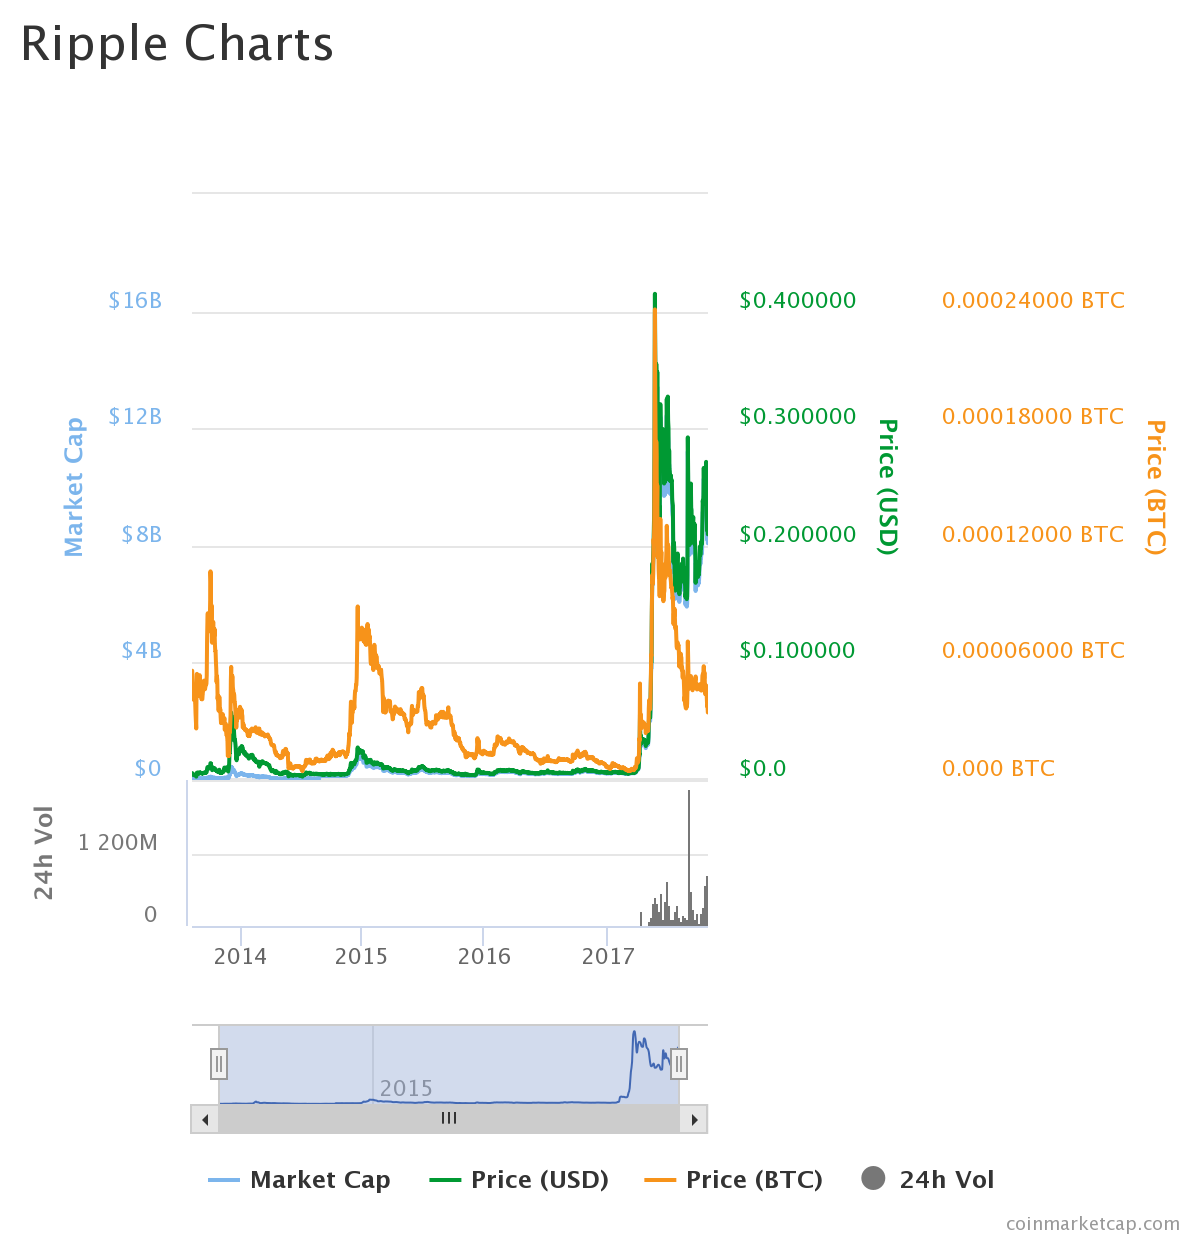 Ripple Charts
$16B $0.400000 0.00024000 BTC
$12B $0.300000 0.00018000 BTC
Market Cap
Price (USD)
Price (BTC)
$8B $0.200000 0.00012000 BTC
$4B $0.100000 0.00006000 BTC
$0 $0.0 0.000 BTC
24h Vol
1 200M
0
2014 2015 2016 2017
2015
Market Cap Price (USD) Price (BTC) 24h Vol
coinmarketcap.com